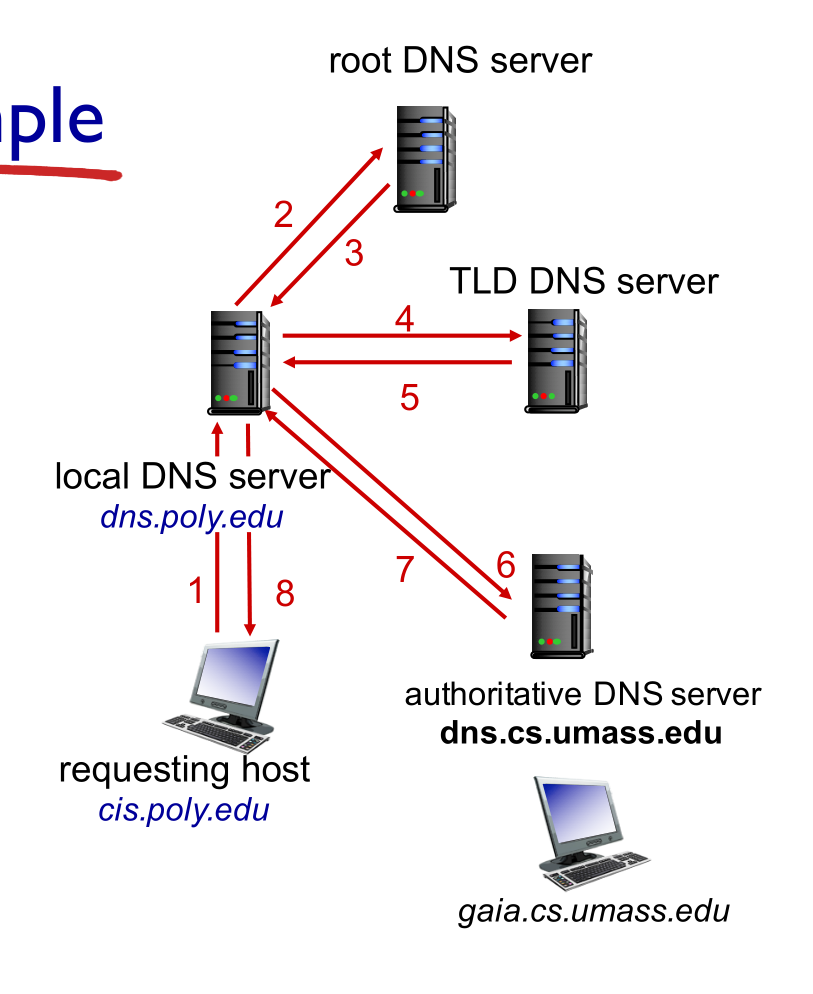 root DNS server
mple
2
3
TLD DNS server
4
5
local DNS server
dns.poly.edu
7
6
1
8
authoritative DNS server
dns.cs.umass.edu
requesting host
cis.poly.edu
gaia.cs.umass.edu